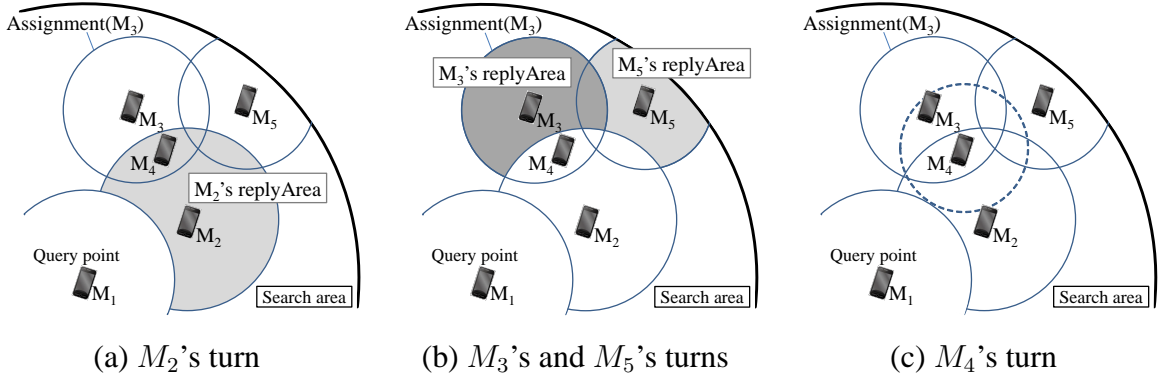 Assignment(M₃)
M₃
M₅
M₄
M₂'s replyArea
M₂
Query point
M₁
Search area
(a) M₂'s turn
Assignment(M₃)
M₃'s replyArea
M₅'s replyArea
M₃
M₅
M₄
M₂
Query point
M₁
Search area
(b) M₃'s and M₅'s turns
Assignment(M₃)
M₃
M₅
M₄
M₂
Query point
M₁
Search area
(c) M₄'s turn